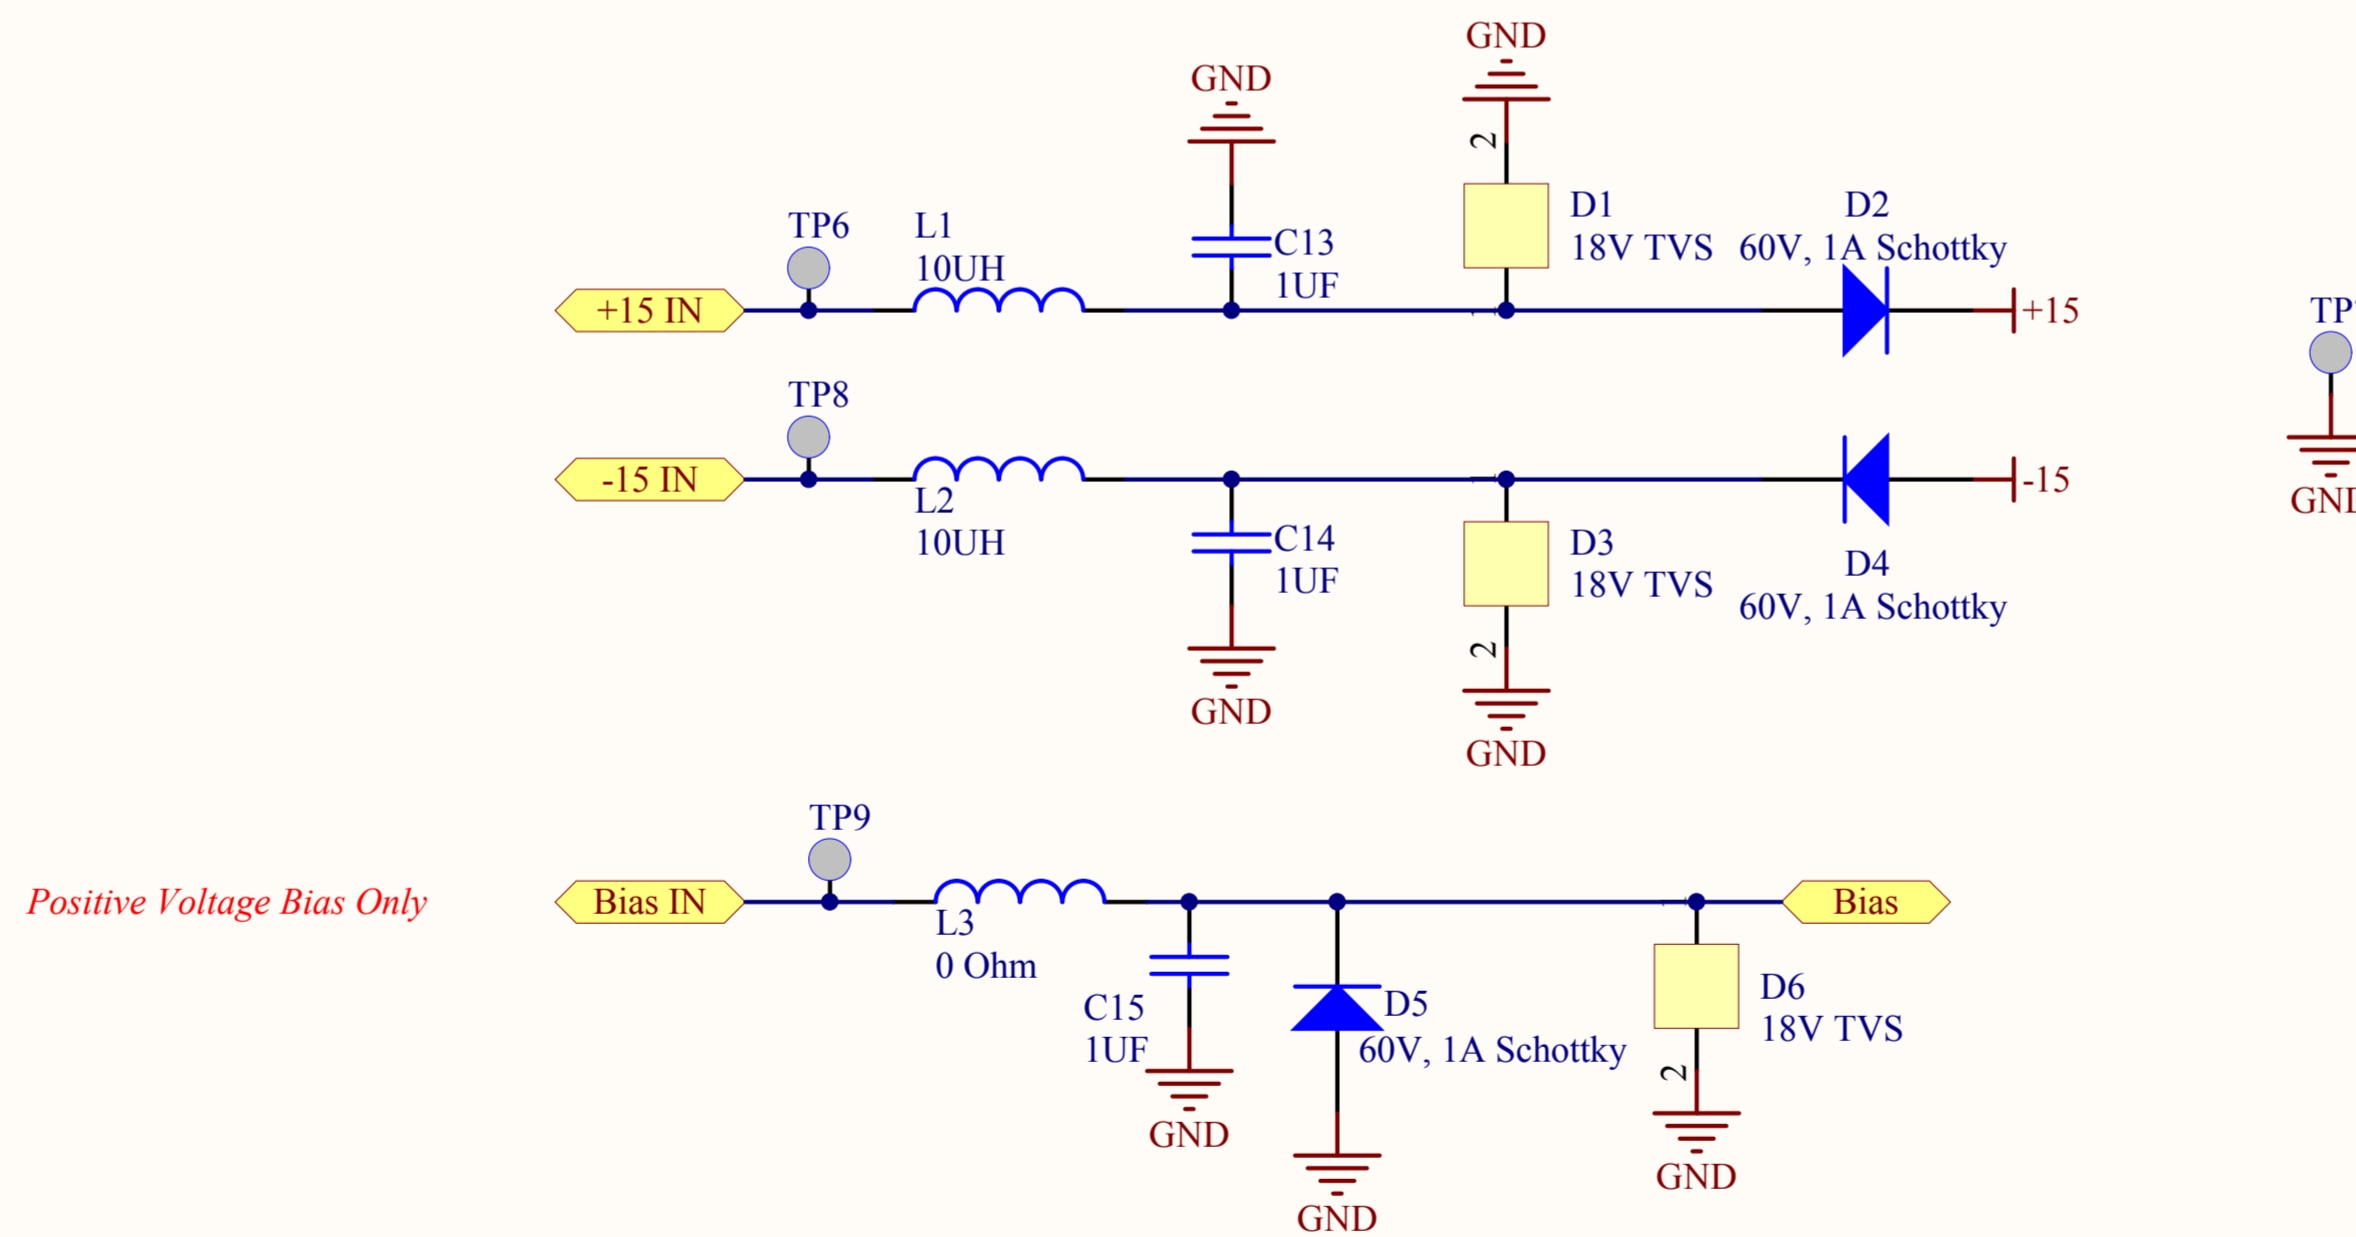 GND
GND
2
TP6
L1
10UH
C13
1UF
D1
18V TVS
D2
60V, 1A Schottky
+15 IN
+15
TP8
-15 IN
L2
10UH
C14
1UF
D3
18V TVS
2
-15
D4
60V, 1A Schottky
GND
GND
GND
TP9
Positive Voltage Bias Only
Bias IN
L3
0 Ohm
C15
1UF
GND
D5
60V, 1A Schottky
GND
Bias
D6
18V TVS
2
GND